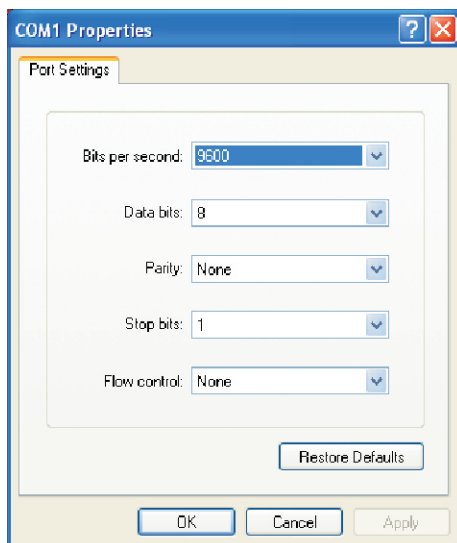 COM1 Properties
Port Settings
Bits per second: 9600
Data bits: 8
Parity: None
Stop bits: 1
Flow control: None
Restore Defaults
OK Cancel Apply